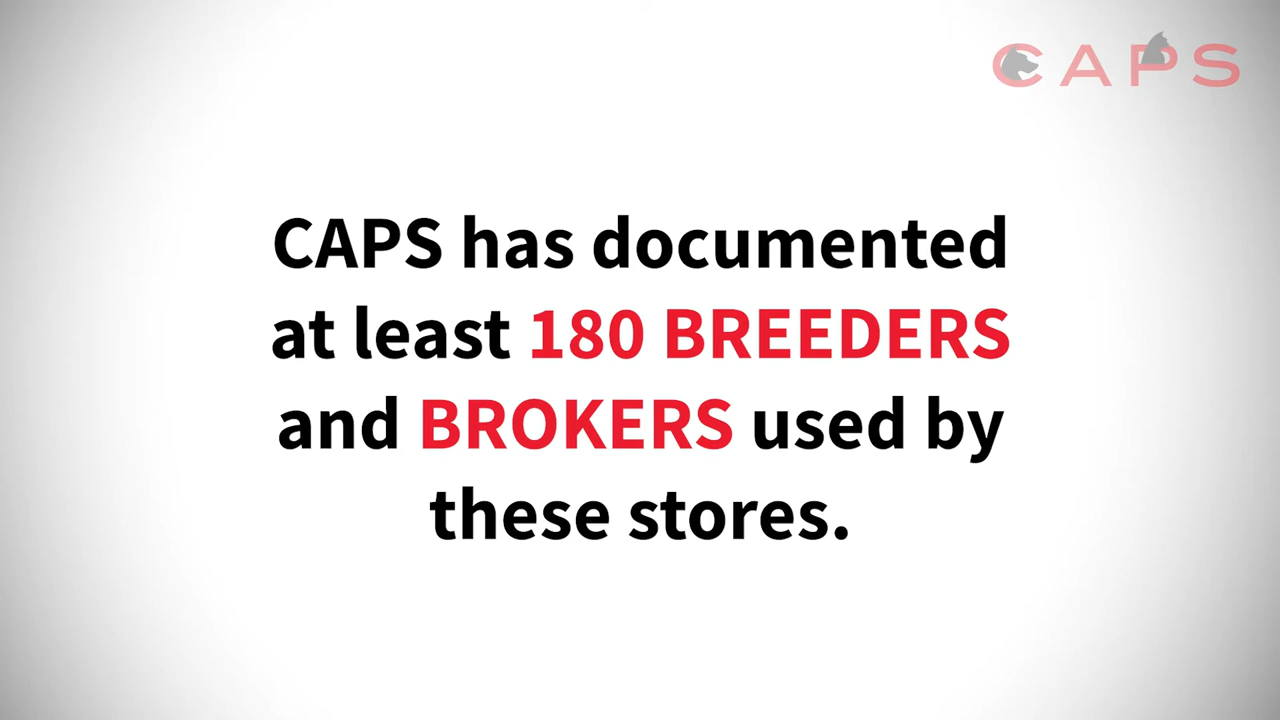 CAPS
CAPS has documented
at least 180 BREEDERS
and BROKERS used by
these stores.